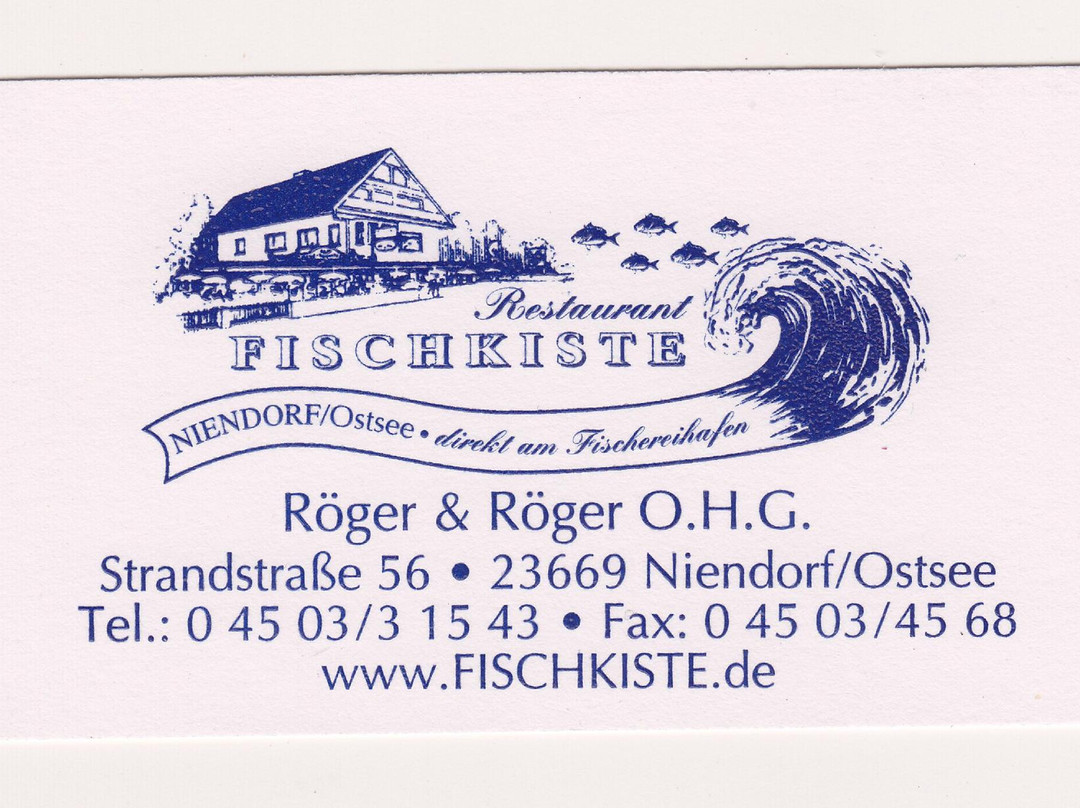 Restaurant
FISCHKISTE
NIENDORF/Ostsee • direkt am Fischereihafen
Röger & Röger O.H.G.
Strandstraße 56 • 23669 Niendorf/Ostsee
Tel.: 0 45 03/3 15 43 • Fax: 0 45 03/45 68
www.FISCHKISTE.de